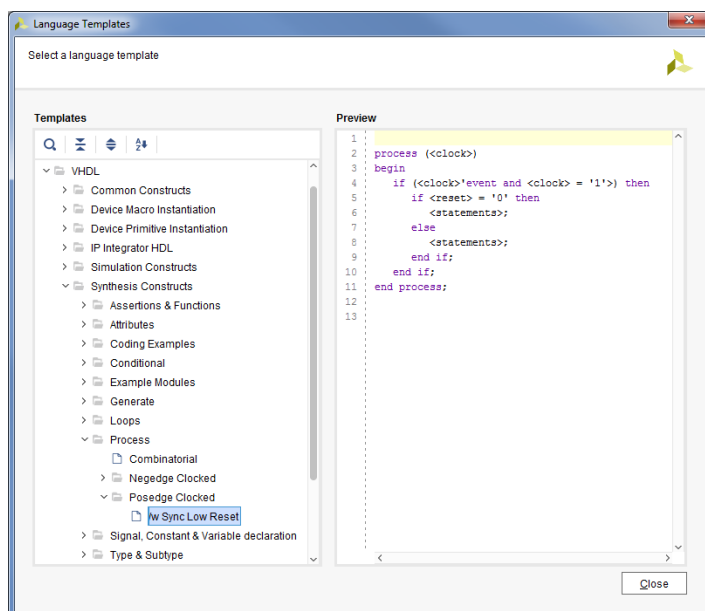 Language Templates
Select a language template
Templates
VHDL
Common Constructs
Device Macro Instantiation
Device Primitive Instantiation
IP Integrator HDL
Simulation Constructs
Synthesis Constructs
Assertions & Functions
Attributes
Coding Examples
Conditional
Example Modules
Generate
Loops
Process
Combinatorial
Negedge Clocked
Posedge Clocked
/w Sync Low Reset
Signal, Constant & Variable declaration
Type & Subtype
Preview
1
2 process (<clock>)
3 begin
4 if (<clock>'event and <clock> = '1'>) then
5 if <reset> = '0' then
6 <statements>;
7 else
8 <statements>;
9 end if;
10 end if;
11 end process;
12
13
Close